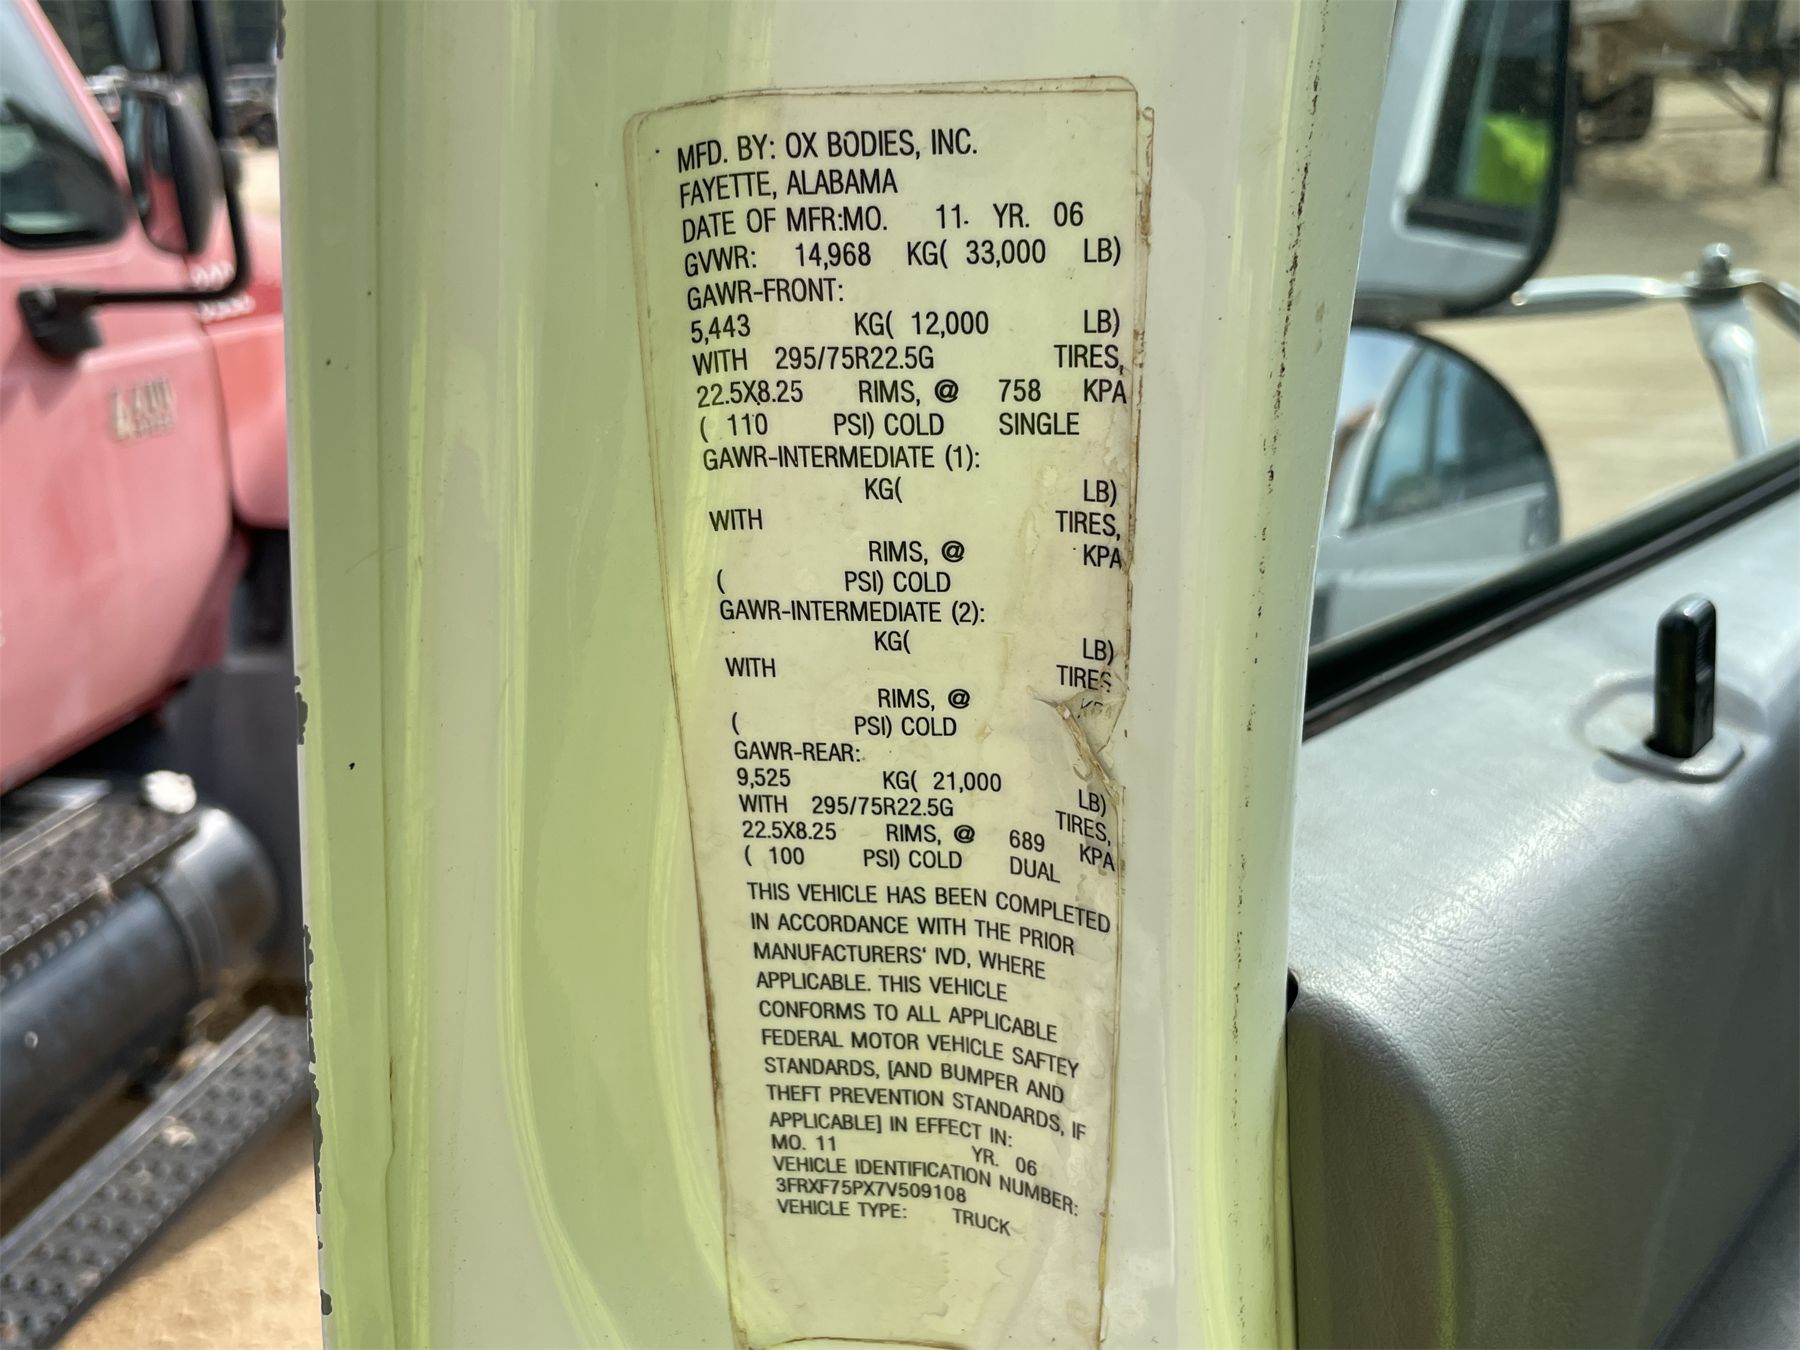 MFD. BY: OX BODIES, INC.
FAYETTE, ALABAMA
DATE OF MFR:MO. 11. YR. 06
GVWR: 14,968 KG( 33,000 LB)
GAWR-FRONT:
5,443 KG( 12,000 LB)
WITH 295/75R22.5G TIRES,
22.5X8.25 RIMS, @ 758 KPA
( 110 PSI) COLD SINGLE
GAWR-INTERMEDIATE (1):
KG( LB)
WITH TIRES,
RIMS, @ KPA
( PSI) COLD
GAWR-INTERMEDIATE (2):
KG( LB)
WITH TIRES
RIMS, @ KPA
( PSI) COLD
GAWR-REAR:
9,525 KG( 21,000 LB)
WITH 295/75R22.5G TIRES,
22.5X8.25 RIMS, @ 689 KPA
( 100 PSI) COLD DUAL
THIS VEHICLE HAS BEEN COMPLETED
IN ACCORDANCE WITH THE PRIOR
MANUFACTURERS' IVD, WHERE
APPLICABLE. THIS VEHICLE
CONFORMS TO ALL APPLICABLE
FEDERAL MOTOR VEHICLE SAFTEY
STANDARDS, [AND BUMPER AND
THEFT PREVENTION STANDARDS, IF
APPLICABLE] IN EFFECT IN:
MO. 11 YR. 06
VEHICLE IDENTIFICATION NUMBER:
3FRXF75PX7V509108
VEHICLE TYPE: TRUCK